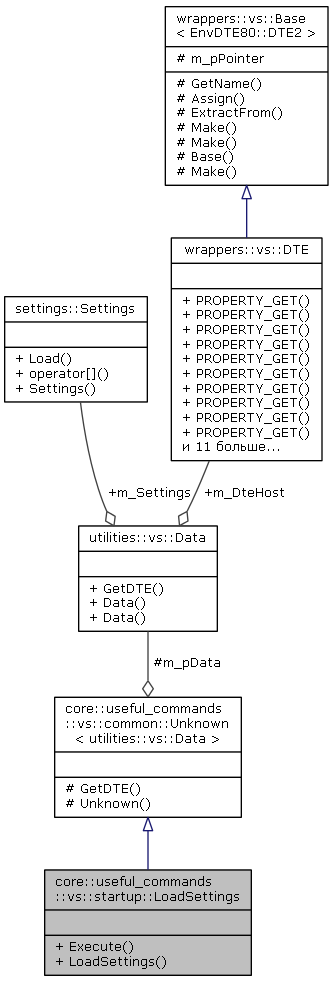 wrappers::vs::Base
< EnvDTE80::DTE2 >
# m_pPointer
# GetName()
# Assign()
# ExtractFrom()
# Make()
# Make()
# Base()
# Make()
wrappers::vs::DTE
+ PROPERTY_GET()
+ PROPERTY_GET()
+ PROPERTY_GET()
+ PROPERTY_GET()
+ PROPERTY_GET()
+ PROPERTY_GET()
+ PROPERTY_GET()
+ PROPERTY_GET()
+ PROPERTY_GET()
+ PROPERTY_GET()
и 11 больше...
settings::Settings
+ Load()
+ operator[]()
+ Settings()
+m_Settings
+m_DteHost
utilities::vs::Data
+ GetDTE()
+ Data()
+ Data()
#m_pData
core::useful_commands
::vs::common::Unknown
< utilities::vs::Data >
# GetDTE()
# Unknown()
core::useful_commands
::vs::startup::LoadSettings
+ Execute()
+ LoadSettings()